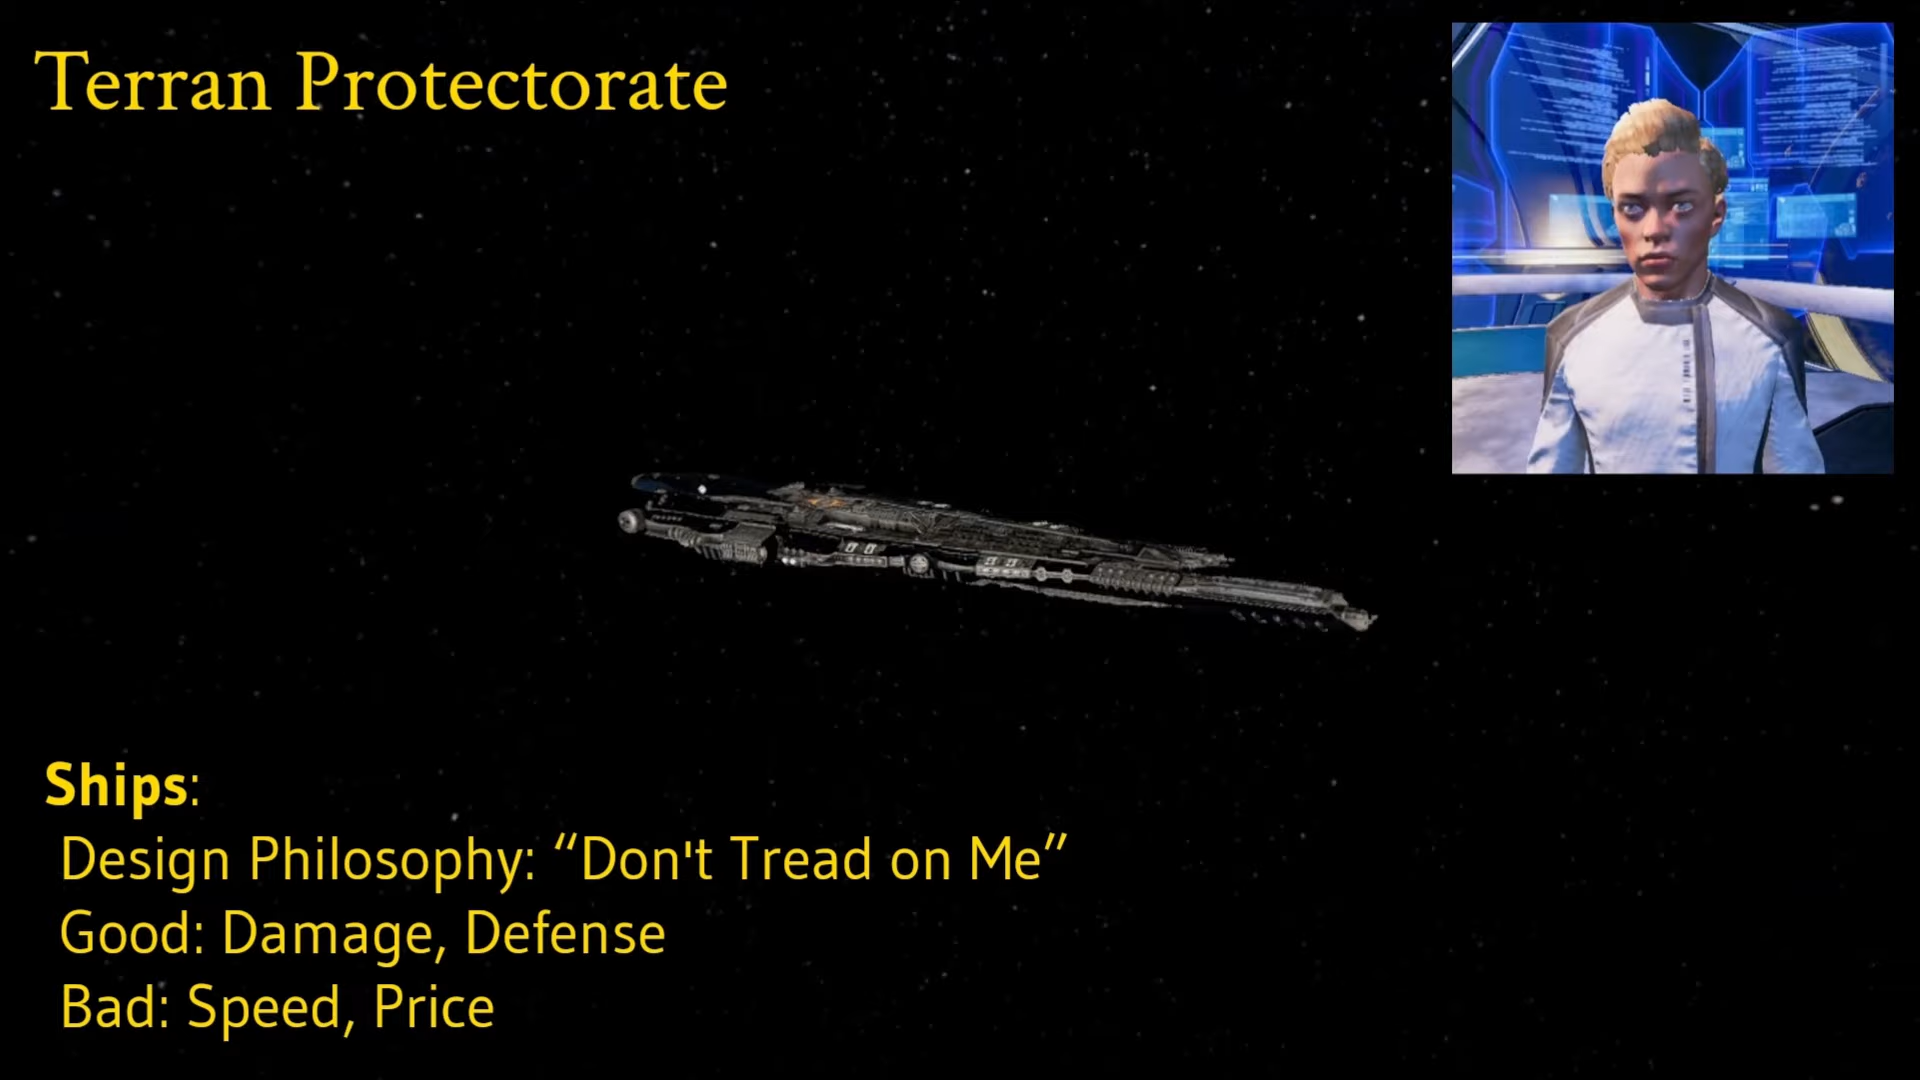 Terran Protectorate
Ships:
Design Philosophy: “Don't Tread on Me”
Good: Damage, Defense
Bad: Speed, Price